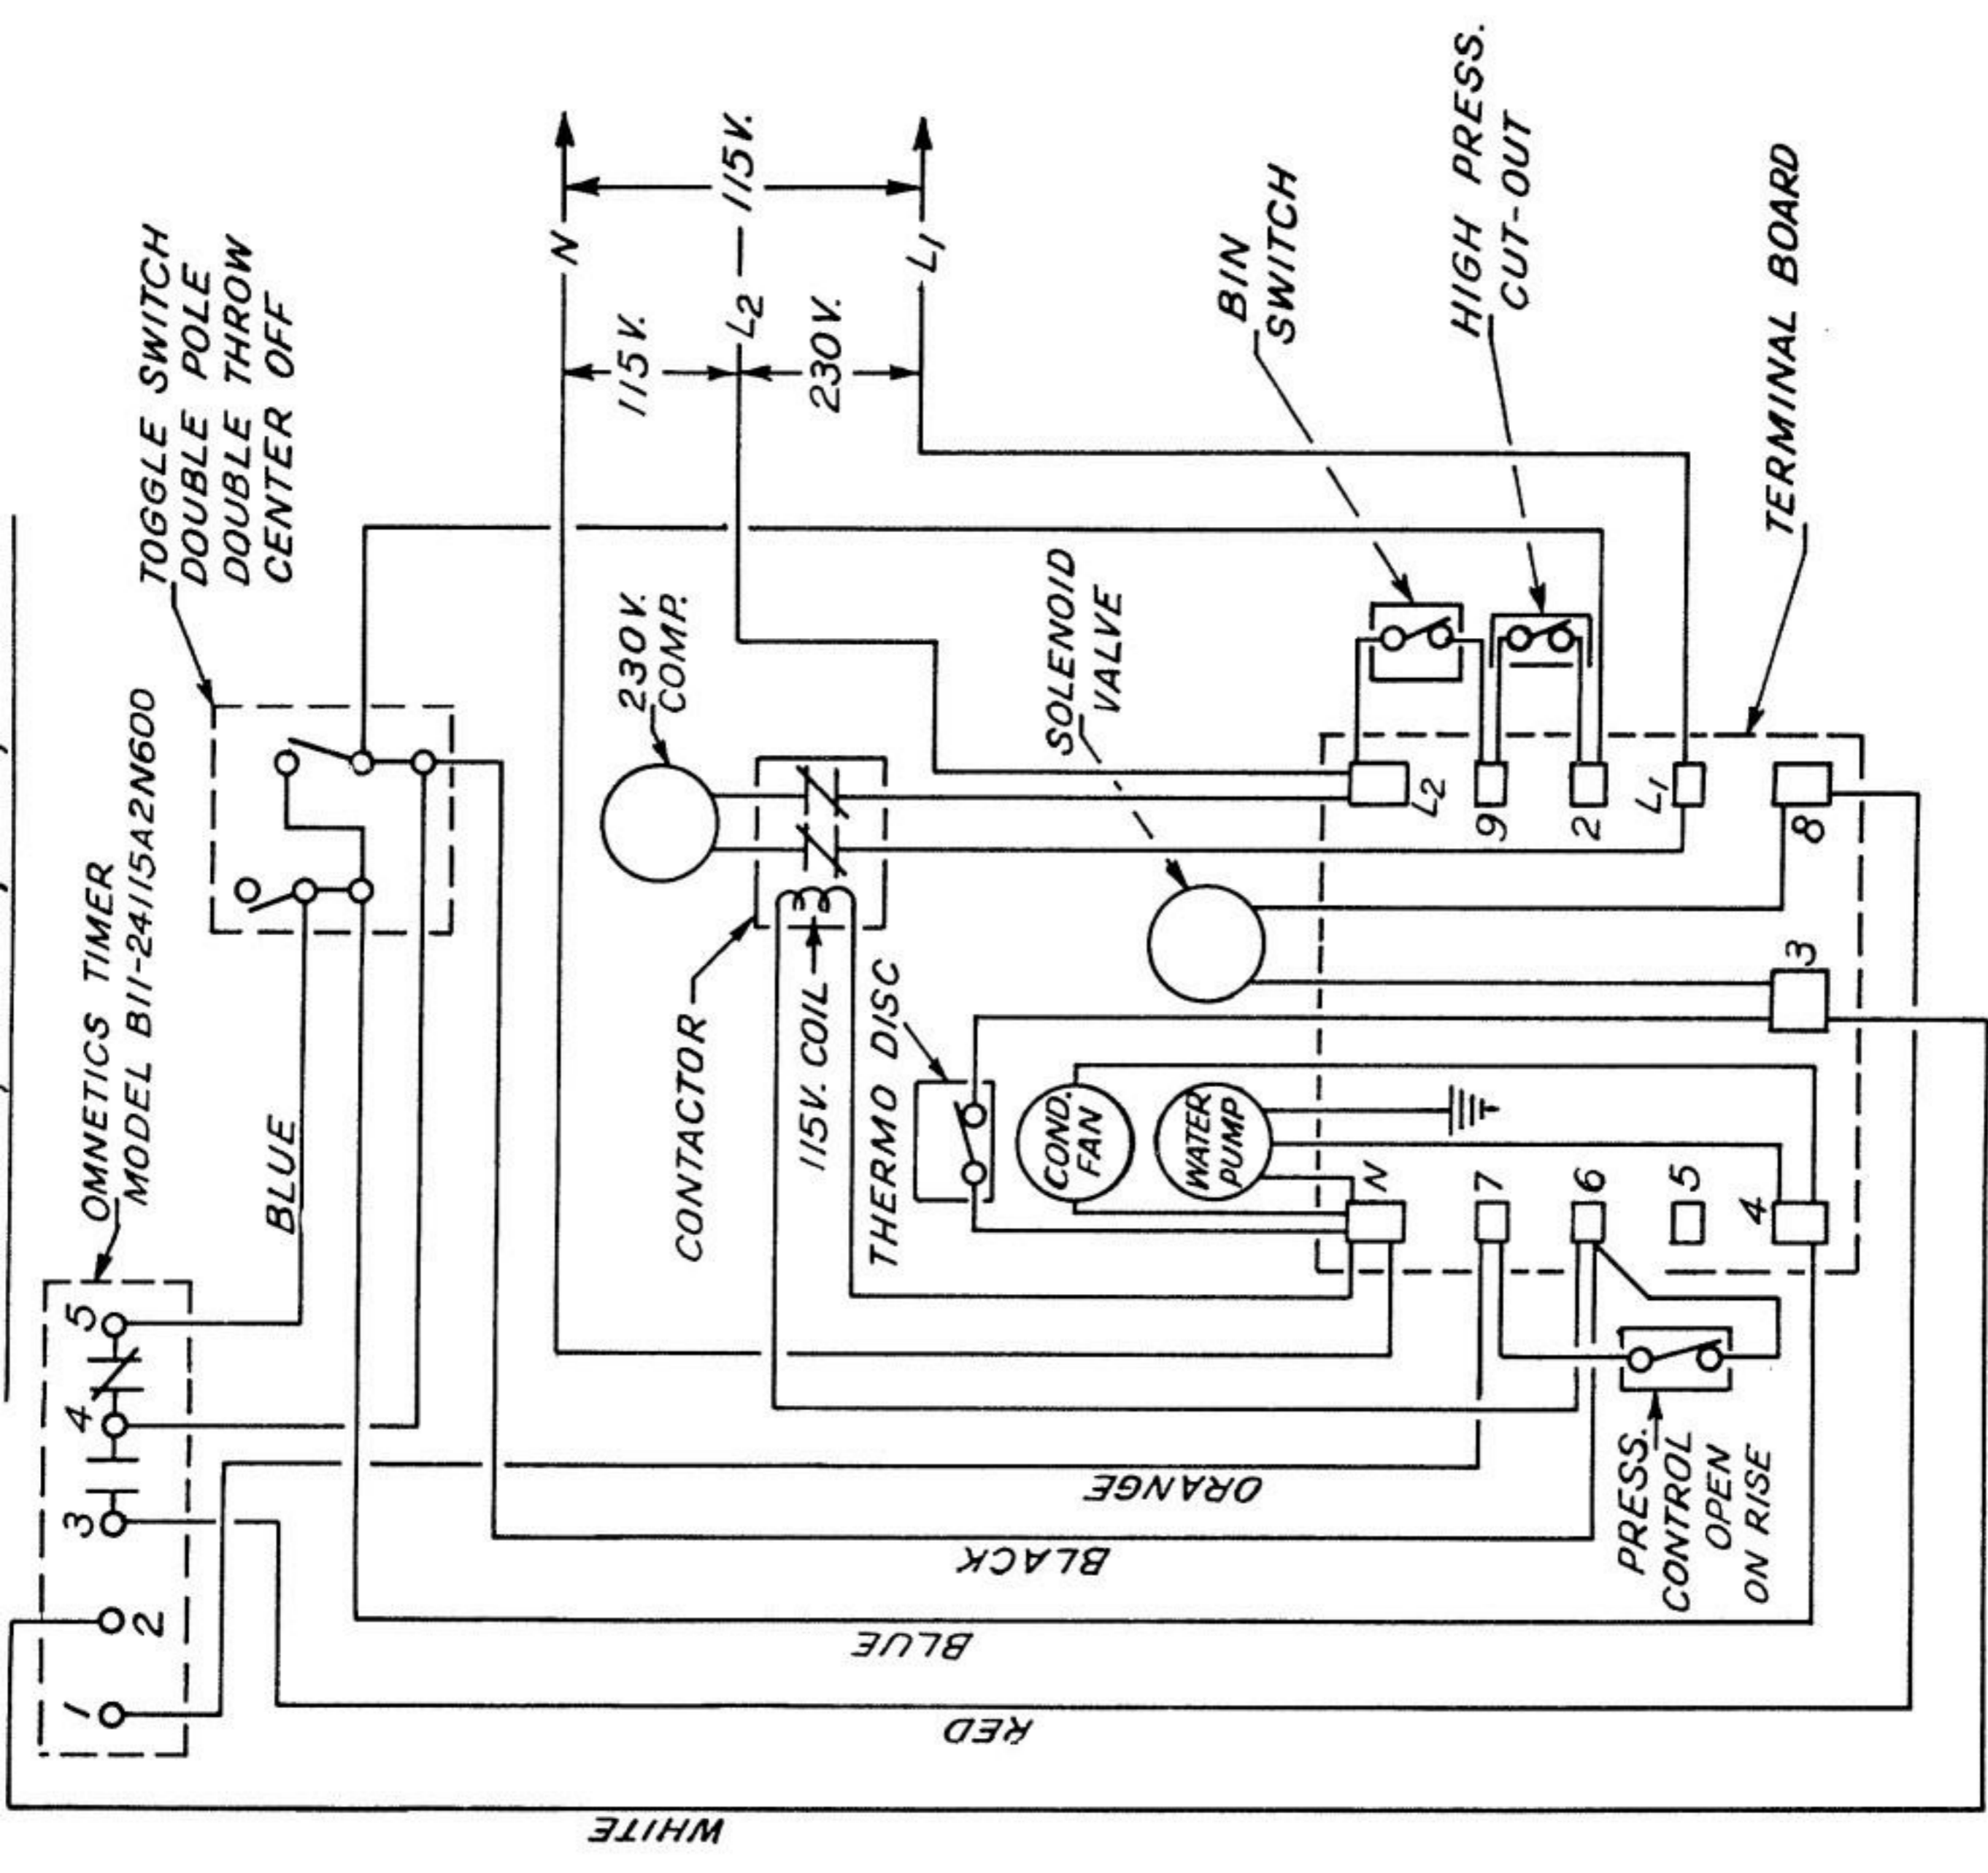 OMNETICS TIMER
MODEL B11-24115A2N600
TOGGLE SWITCH
DOUBLE POLE
DOUBLE THROW
CENTER OFF
1
2
3
4
5
BLUE
N
L2
L1
115V.
230V.
115V.
230V.
COMP.
CONTACTOR
115V. COIL
THERMO DISC
SOLENOID
VALVE
BIN
SWITCH
HIGH PRESS.
CUT-OUT
TERMINAL BOARD
COND.
FAN
WATER
PUMP
N
7
6
5
4
3
L2
9
2
L1
8
PRESS.
CONTROL
OPEN
ON RISE
ORANGE
BLACK
BLUE
RED
WHITE